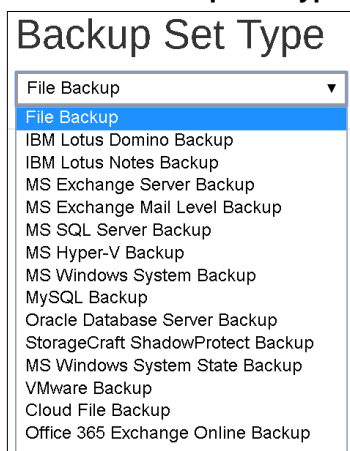 Backup Set Type
File Backup
File Backup
IBM Lotus Domino Backup
IBM Lotus Notes Backup
MS Exchange Server Backup
MS Exchange Mail Level Backup
MS SQL Server Backup
MS Hyper-V Backup
MS Windows System Backup
MySQL Backup
Oracle Database Server Backup
StorageCraft ShadowProtect Backup
MS Windows System State Backup
VMware Backup
Cloud File Backup
Office 365 Exchange Online Backup